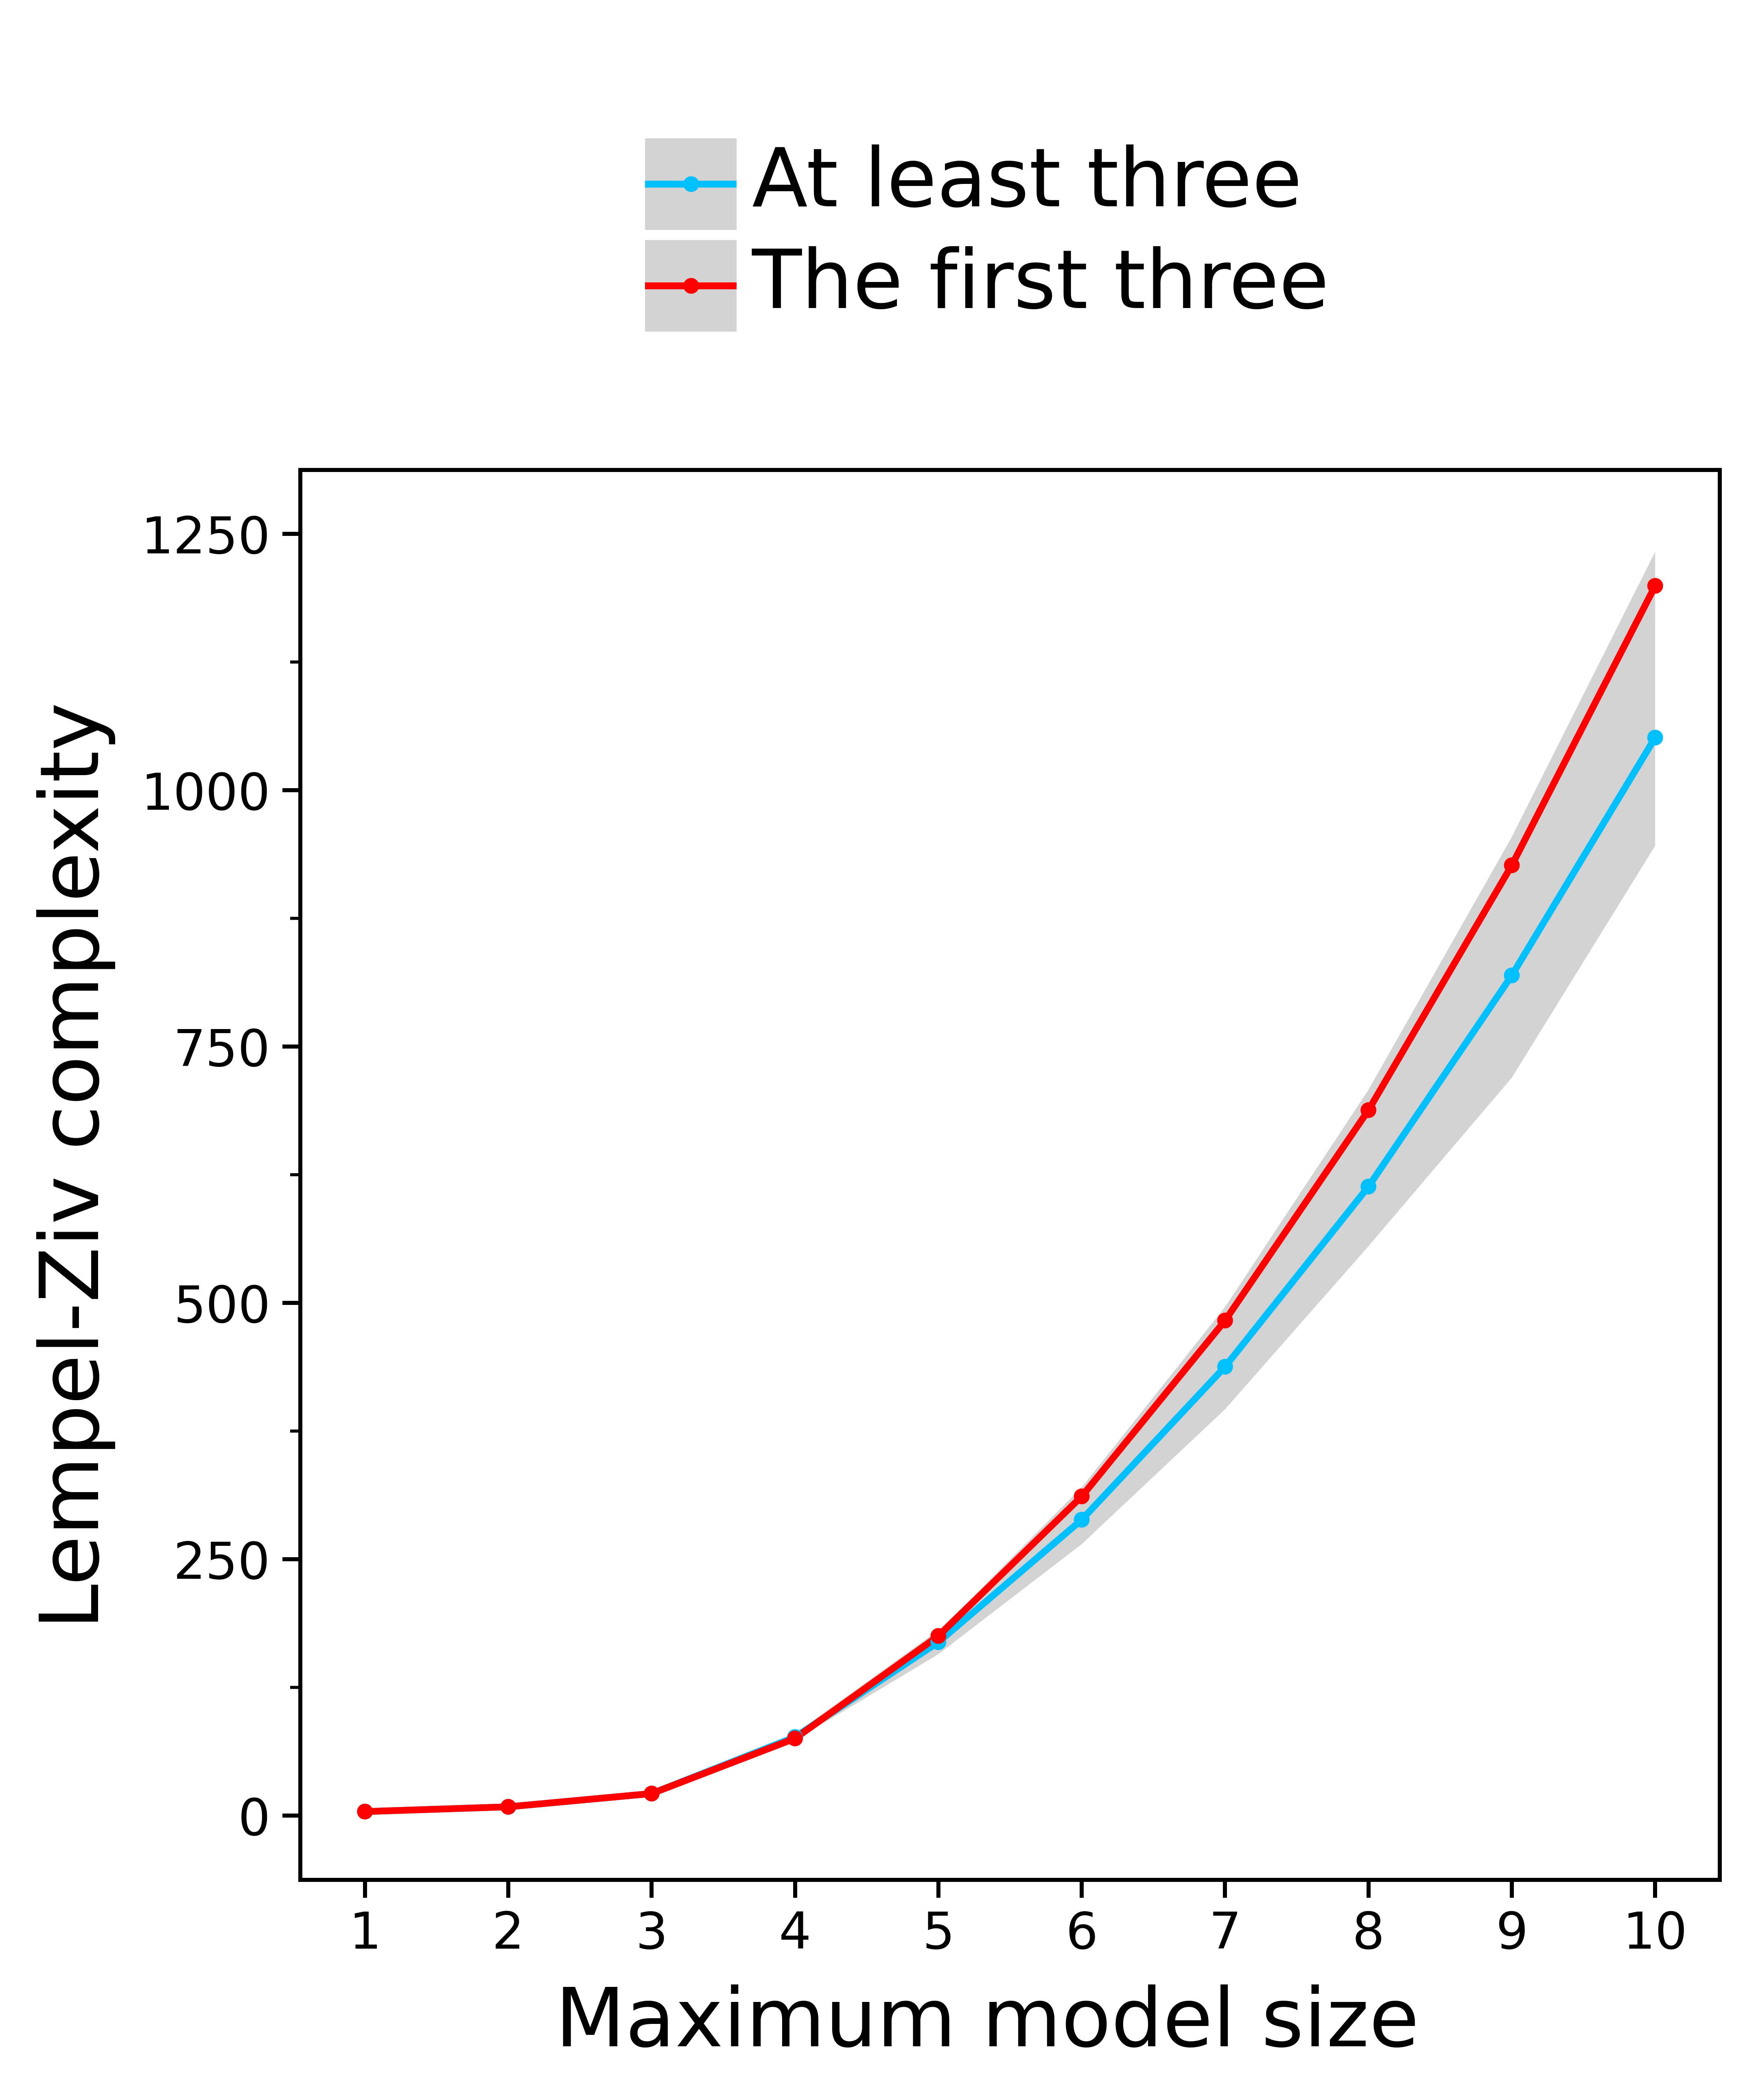 At least three
The first three
Lempel-Ziv complexity
1250
1000
750
500
250
0
1 2 3 4 5 6 7 8 9 10
Maximum model size